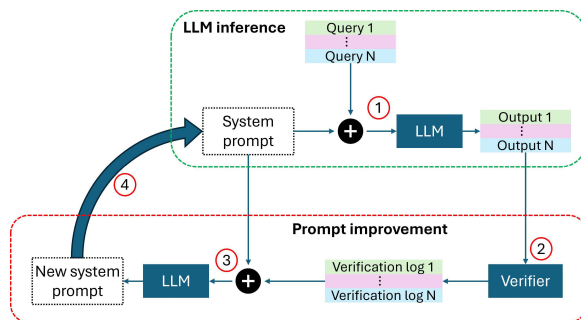 LLM inference
Query 1
⋮
Query N
1
System
prompt
+
LLM
Output 1
⋮
Output N
4
Prompt improvement
2
New system
prompt
LLM
3
+
Verification log 1
⋮
Verification log N
Verifier